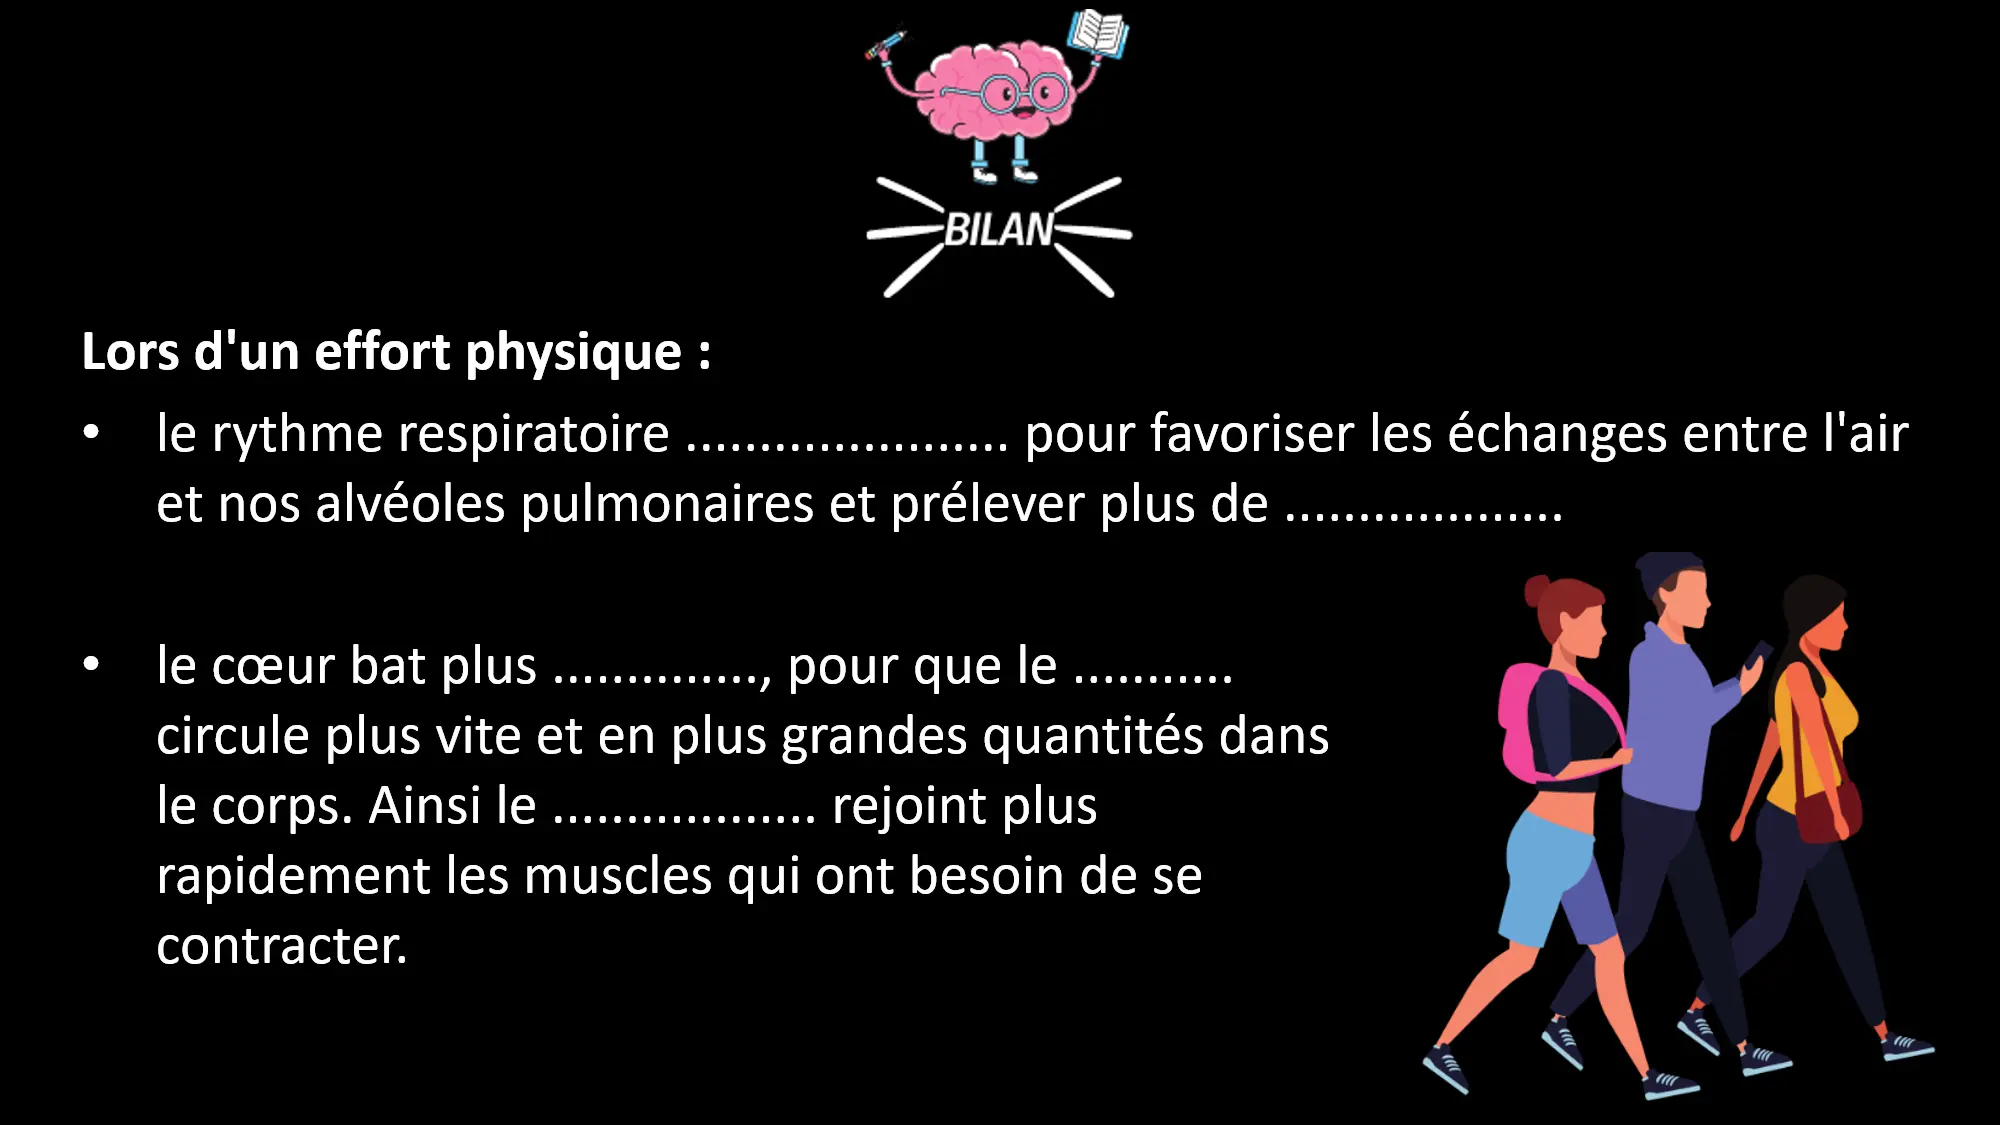 BILAN
Lors d'un effort physique :
• le rythme respiratoire ...................... pour favoriser les échanges entre l'air
et nos alvéoles pulmonaires et prélever plus de ...................
• le cœur bat plus .............., pour que le ...........
circule plus vite et en plus grandes quantités dans
le corps. Ainsi le .................. rejoint plus
rapidement les muscles qui ont besoin de se
contracter.